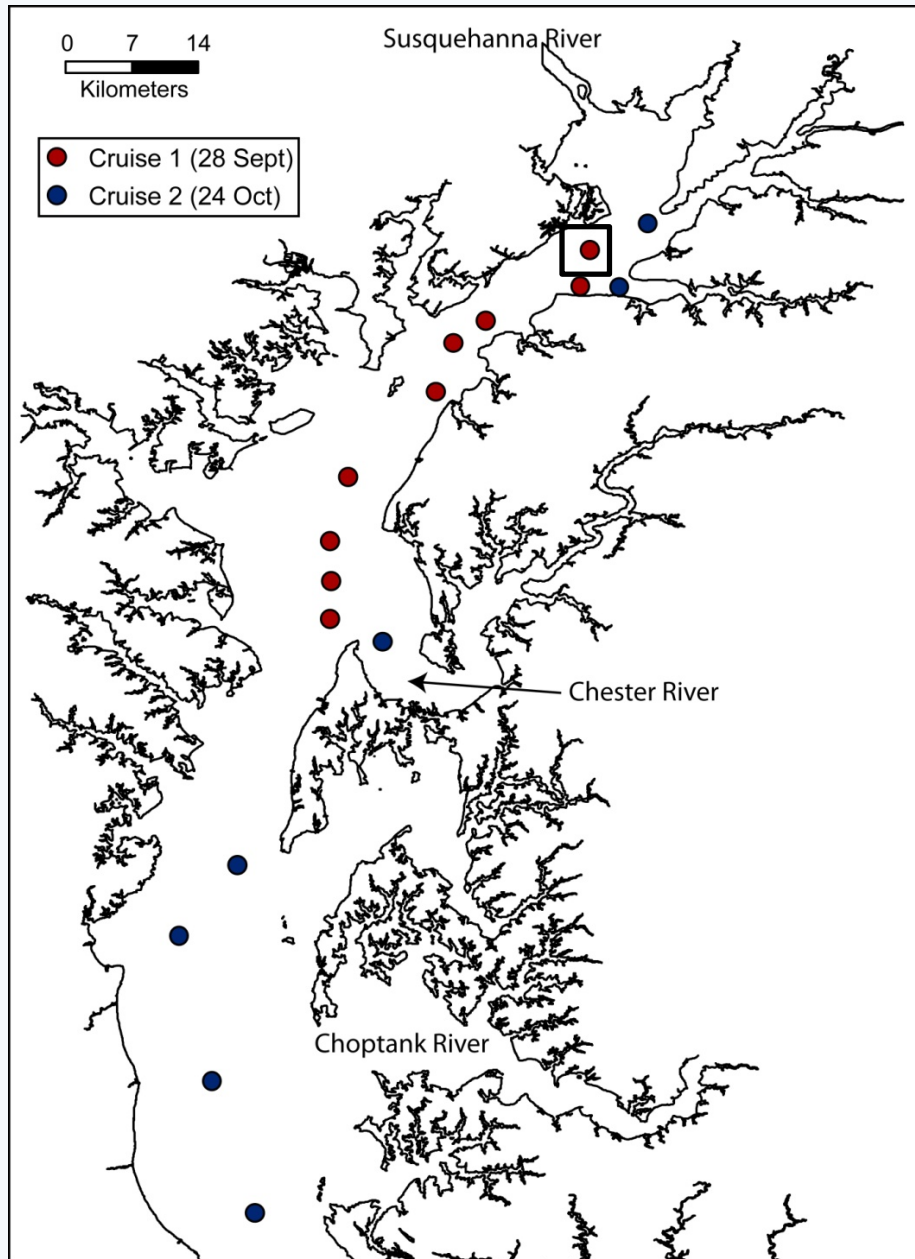 Susquehanna River
0 7 14
Kilometers
Cruise 1 (28 Sept)
Cruise 2 (24 Oct)
Chester River
Choptank River